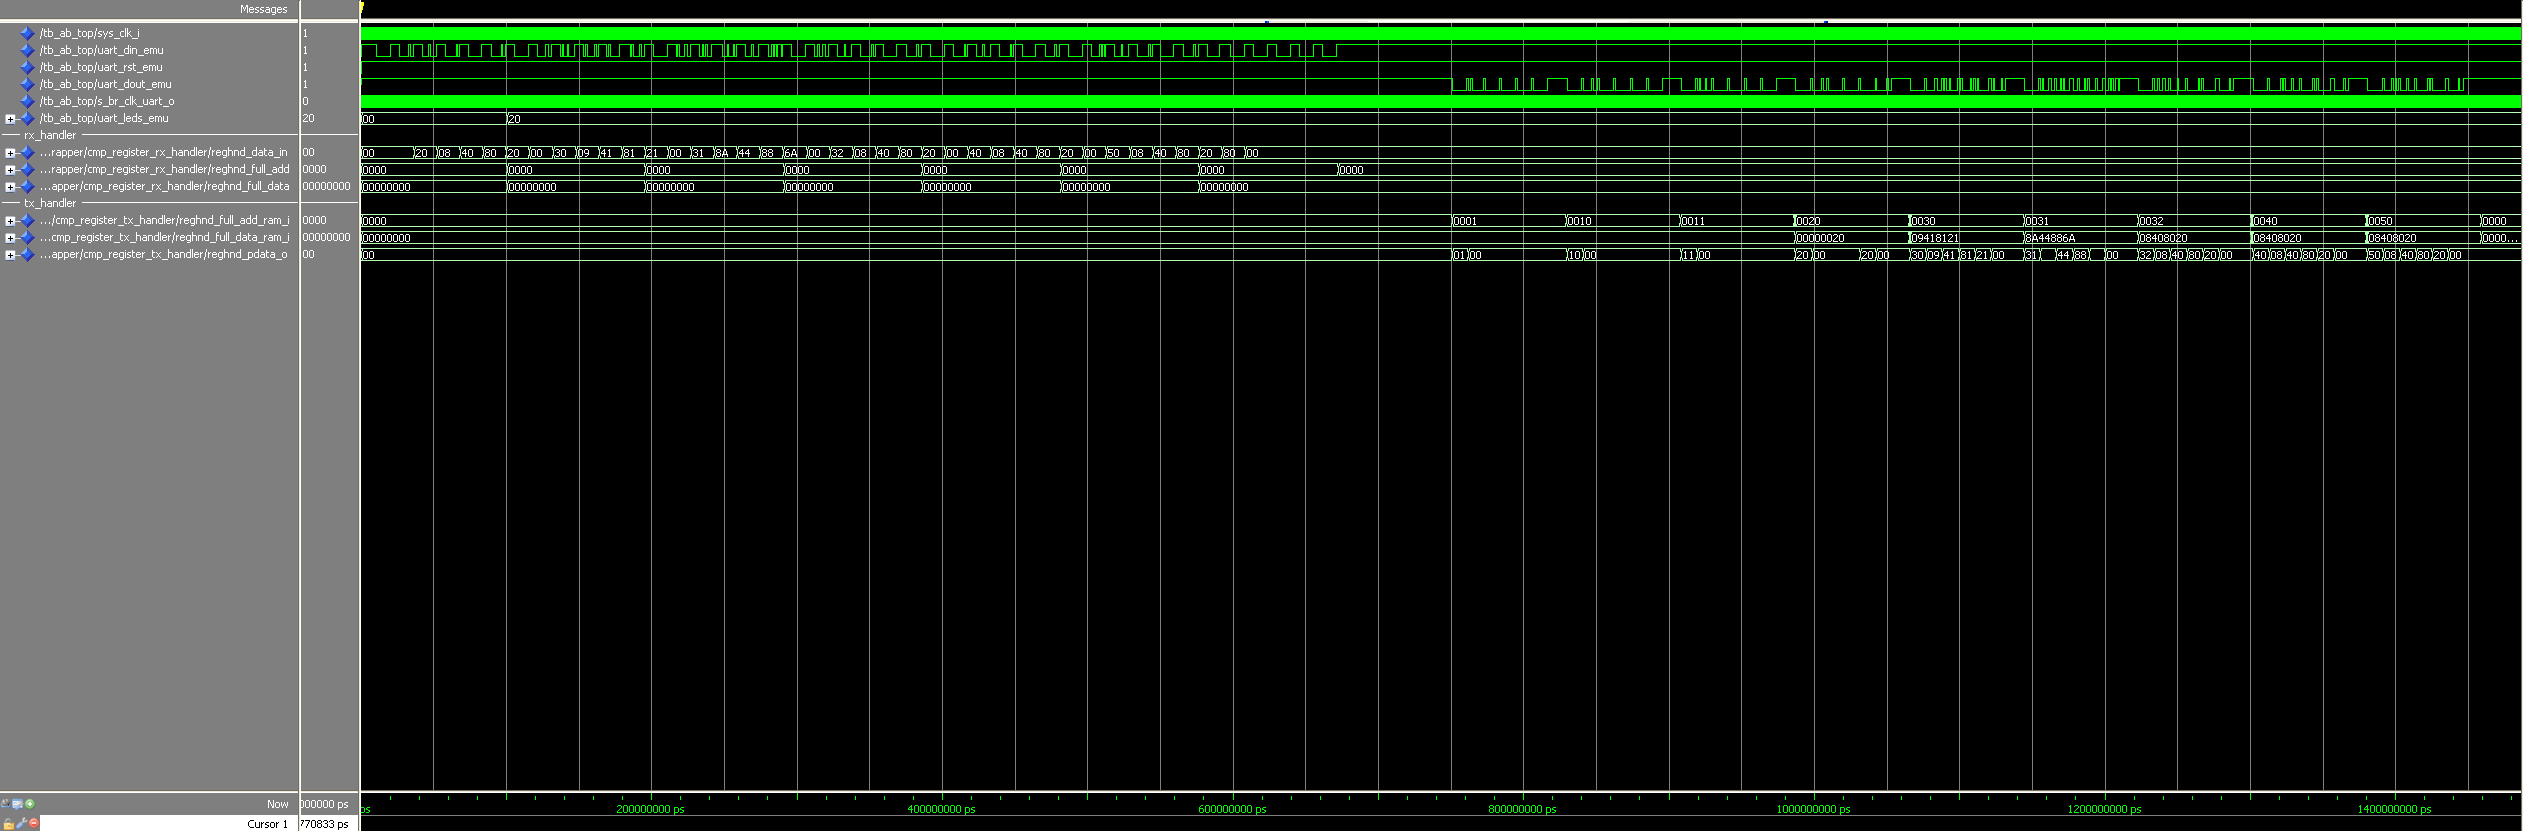 Messages
/tb_ab_top/sys_clk_i 1
/tb_ab_top/uart_din_emu 1
/tb_ab_top/uart_rst_emu 1
/tb_ab_top/uart_dout_emu 1
/tb_ab_top/s_br_clk_uart_o 0
/tb_ab_top/uart_leds_emu 20 00 20
rx_handler
...rapper/cmp_register_rx_handler/reghnd_data_in 00 00 20 08 40 80 20 00 30 09 41 81 21 00 31 8A 44 88 6A 00 32 08 40 80 20 00 40 08 40 80 20 00 50 08 40 80 20 80 00
...rapper/cmp_register_rx_handler/reghnd_full_add 0000 0000 0000 0000 0000 0000 0000 0000 0000
...apper/cmp_register_rx_handler/reghnd_full_data 00000000 00000000 00000000 00000000 00000000 00000000 00000000 00000000
tx_handler
.../cmp_register_tx_handler/reghnd_full_add_ram_i 0000 0000 0001 0010 0011 0020 0030 0031 0032 0040 0050 0000
...cmp_register_tx_handler/reghnd_full_data_ram_i 00000000 00000000 00000020 09418121 8A44886A 08408020 08408020 08408020 0000...
...apper/cmp_register_tx_handler/reghnd_pdata_o 00 00 01 00 10 00 11 00 20 00 20 00 30 09 41 81 21 00 31 44 88 00 32 08 40 80 20 00 40 08 40 80 20 00 50 08 40 80 20 00
Now 000000 ps ps 200000000 ps 400000000 ps 600000000 ps 800000000 ps 1000000000 ps 1200000000 ps 1400000000 ps
Cursor 1 770833 ps